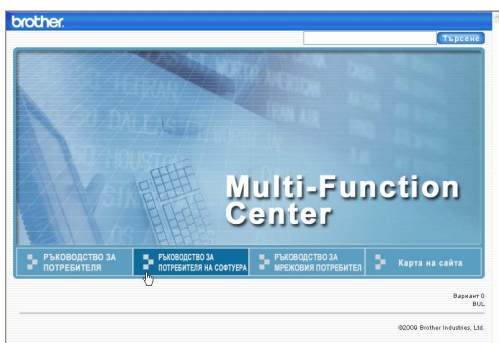 brother.
Търсене
Multi-Function
Center
РЪКОВОДСТВО ЗА
ПОТРЕБИТЕЛЯ
РЪКОВОДСТВО ЗА
ПОТРЕБИТЕЛЯ НА СОФТУЕРА
РЪКОВОДСТВО ЗА
МРЕЖОВИЯ ПОТРЕБИТЕЛ
Карта на сайта
Вариант 0
BUL
©2009 Brother Industries, Ltd.